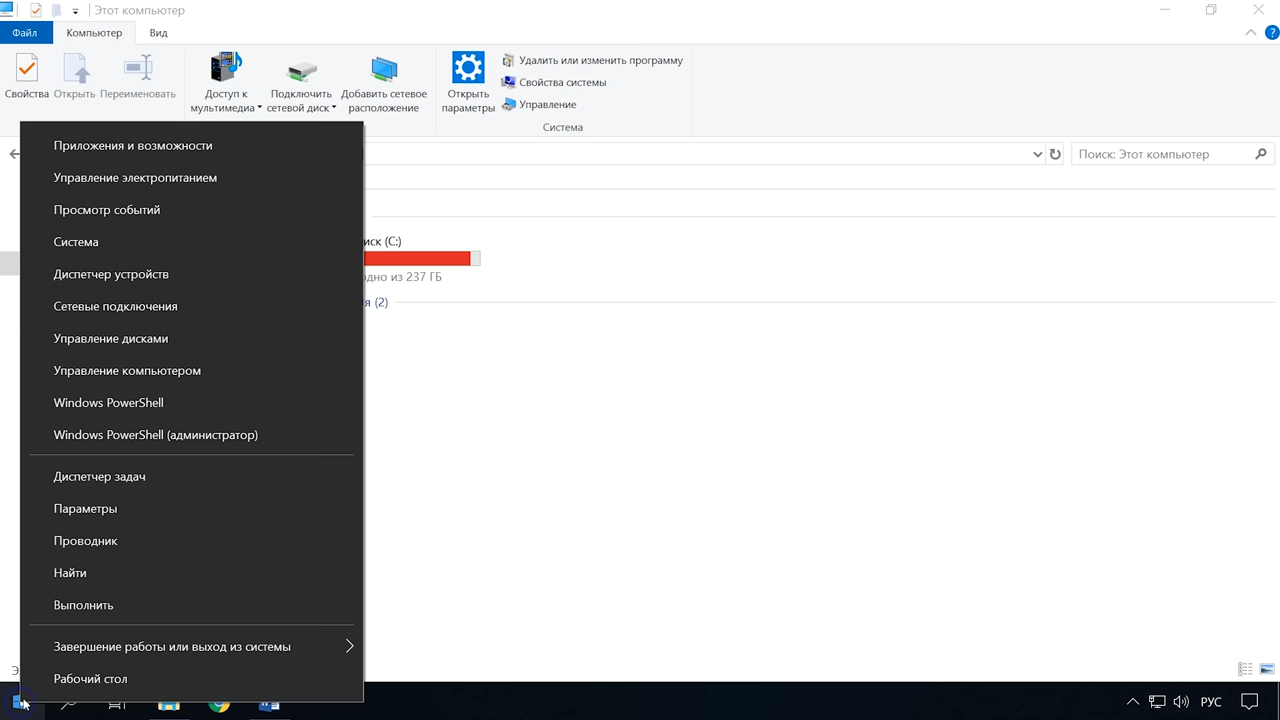 Этот компьютер
Файл
Компьютер
Вид
Свойства
Открыть
Переименовать
Доступ к
мультимедиа
Подключить
сетевой диск
Добавить сетевое
расположение
Открыть
параметры
Удалить или изменить программу
Свойства системы
Управление
Система
Поиск: Этот компьютер
Приложения и возможности
Управление электропитанием
Просмотр событий
Система
Диспетчер устройств
Сетевые подключения
Управление дисками
Управление компьютером
Windows PowerShell
Windows PowerShell (администратор)
Диспетчер задач
Параметры
Проводник
Найти
Выполнить
Завершение работы или выход из системы
Рабочий стол
иск (C:)
одно из 237 ГБ
я (2)
Э
РУС